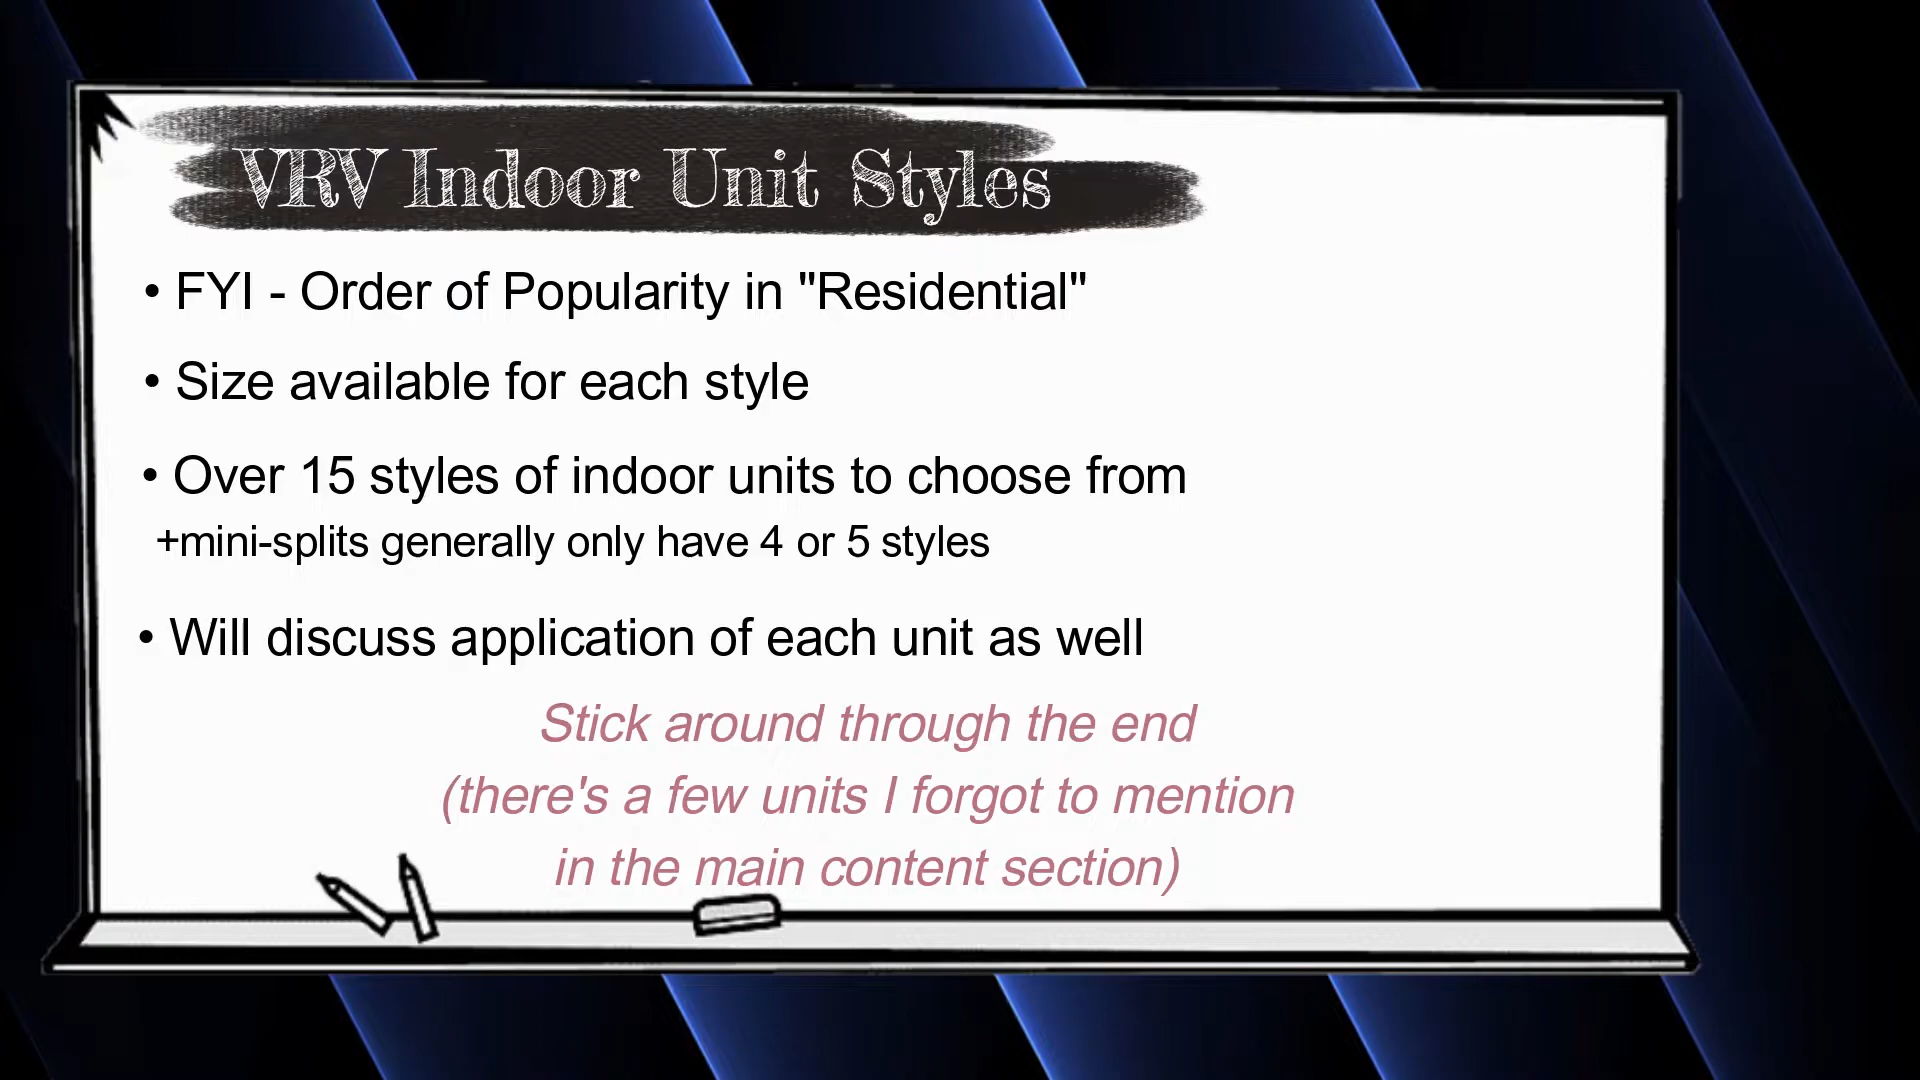 VRV Indoor Unit Styles
• FYI - Order of Popularity in "Residential"
• Size available for each style
• Over 15 styles of indoor units to choose from
+mini-splits generally only have 4 or 5 styles
• Will discuss application of each unit as well
Stick around through the end
(there's a few units I forgot to mention
in the main content section)